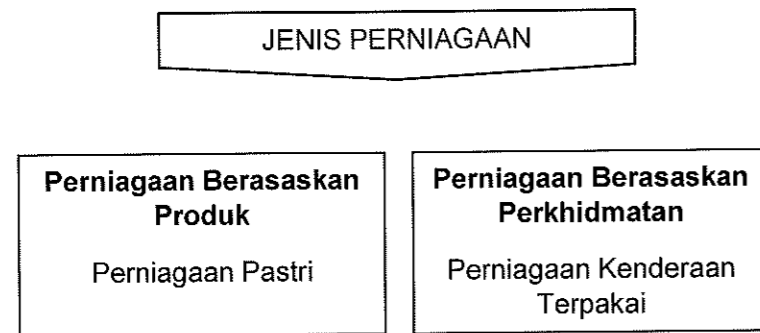 JENIS PERNIAGAAN
Perniagaan Berasaskan
Produk
Perniagaan Pastri
Perniagaan Berasaskan
Perkhidmatan
Perniagaan Kenderaan
Terpakai